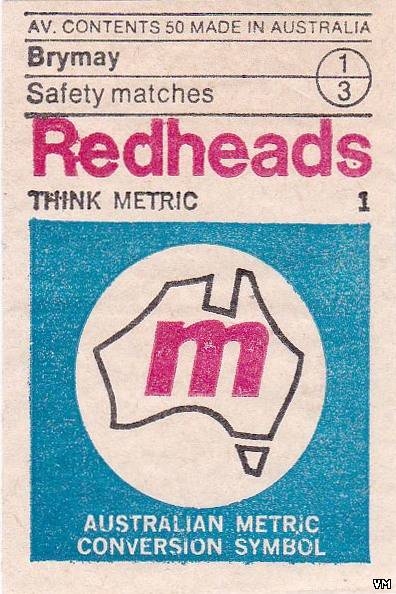 AV. CONTENTS 50 MADE IN AUSTRALIA
Brymay
1
3
Safety matches
Redheads
THINK METRIC 1
m
AUSTRALIAN METRIC
CONVERSION SYMBOL
VM